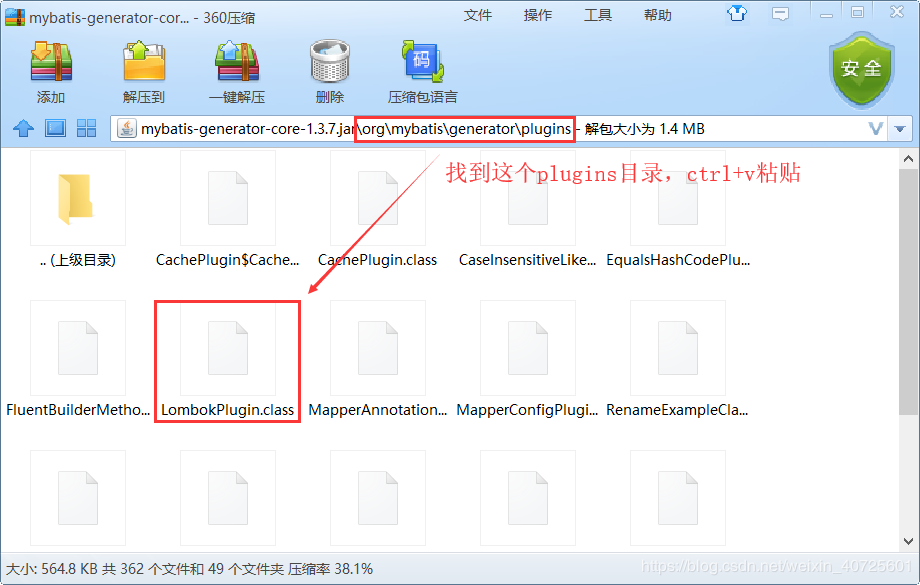 mybatis-generator-cor... - 360压缩
文件 操作 工具 帮助
添加 解压到 一键解压 删除 码 压缩包语言 安全
mybatis-generator-core-1.3.7.jar\org\mybatis\generator\plugins - 解包大小为 1.4 MB
找到这个plugins目录，ctrl+v粘贴
.. (上级目录) CachePlugin$Cache... CachePlugin.class CaseInsensitiveLike... EqualsHashCodePlu...
FluentBuilderMetho... LombokPlugin.class MapperAnnotation... MapperConfigPlugi... RenameExampleCla...
大小: 564.8 KB 共 362 个文件和 49 个文件夹 压缩率 38.1%
https://blog.csdn.net/weixin_40725601